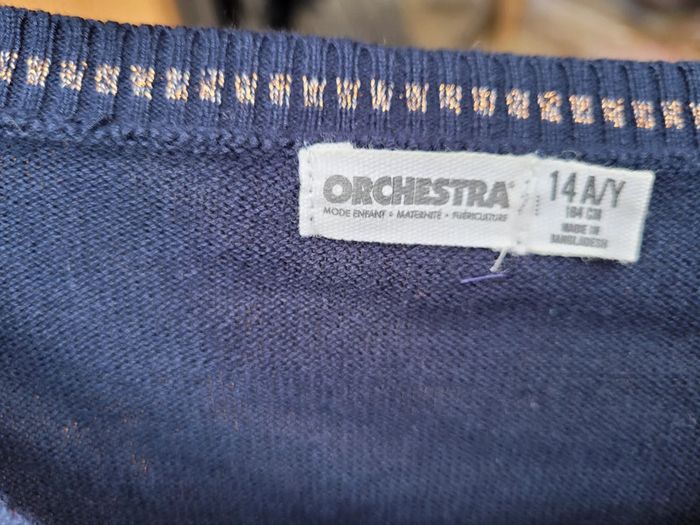 ORCHESTRA®
MODE ENFANT • MATERNITÉ • PUÉRICULTURE
14 A/Y
164 CM
MADE IN
BANGLADESH